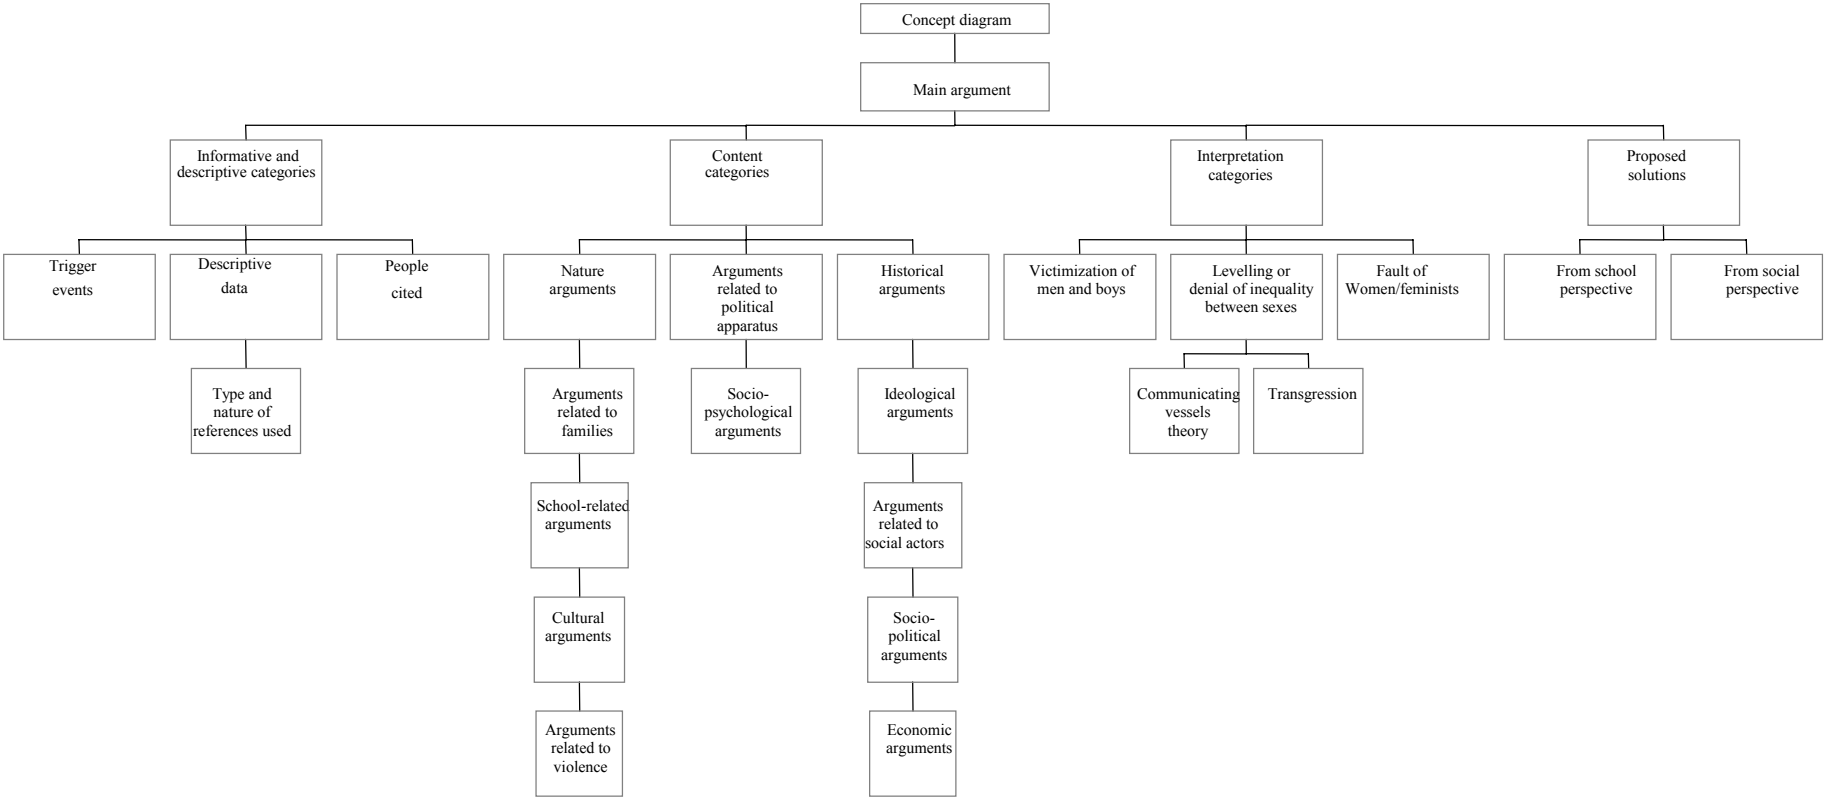 Concept diagram
Main argument
Informative and
descriptive categories
Content
categories
Interpretation
categories
Proposed
solutions
Trigger
events
Descriptive
data
People
cited
Nature
arguments
Arguments
related to
political
apparatus
Historical
arguments
Victimization of
men and boys
Levelling or
denial of inequality
between sexes
Fault of
Women/feminists
From school
perspective
From social
perspective
Type and
nature of
references used
Arguments
related to
families
Socio-
psychological
arguments
Ideological
arguments
Communicating
vessels
theory
Transgression
School-related
arguments
Arguments
related to
social actors
Cultural
arguments
Socio-
political
arguments
Arguments
related to
violence
Economic
arguments